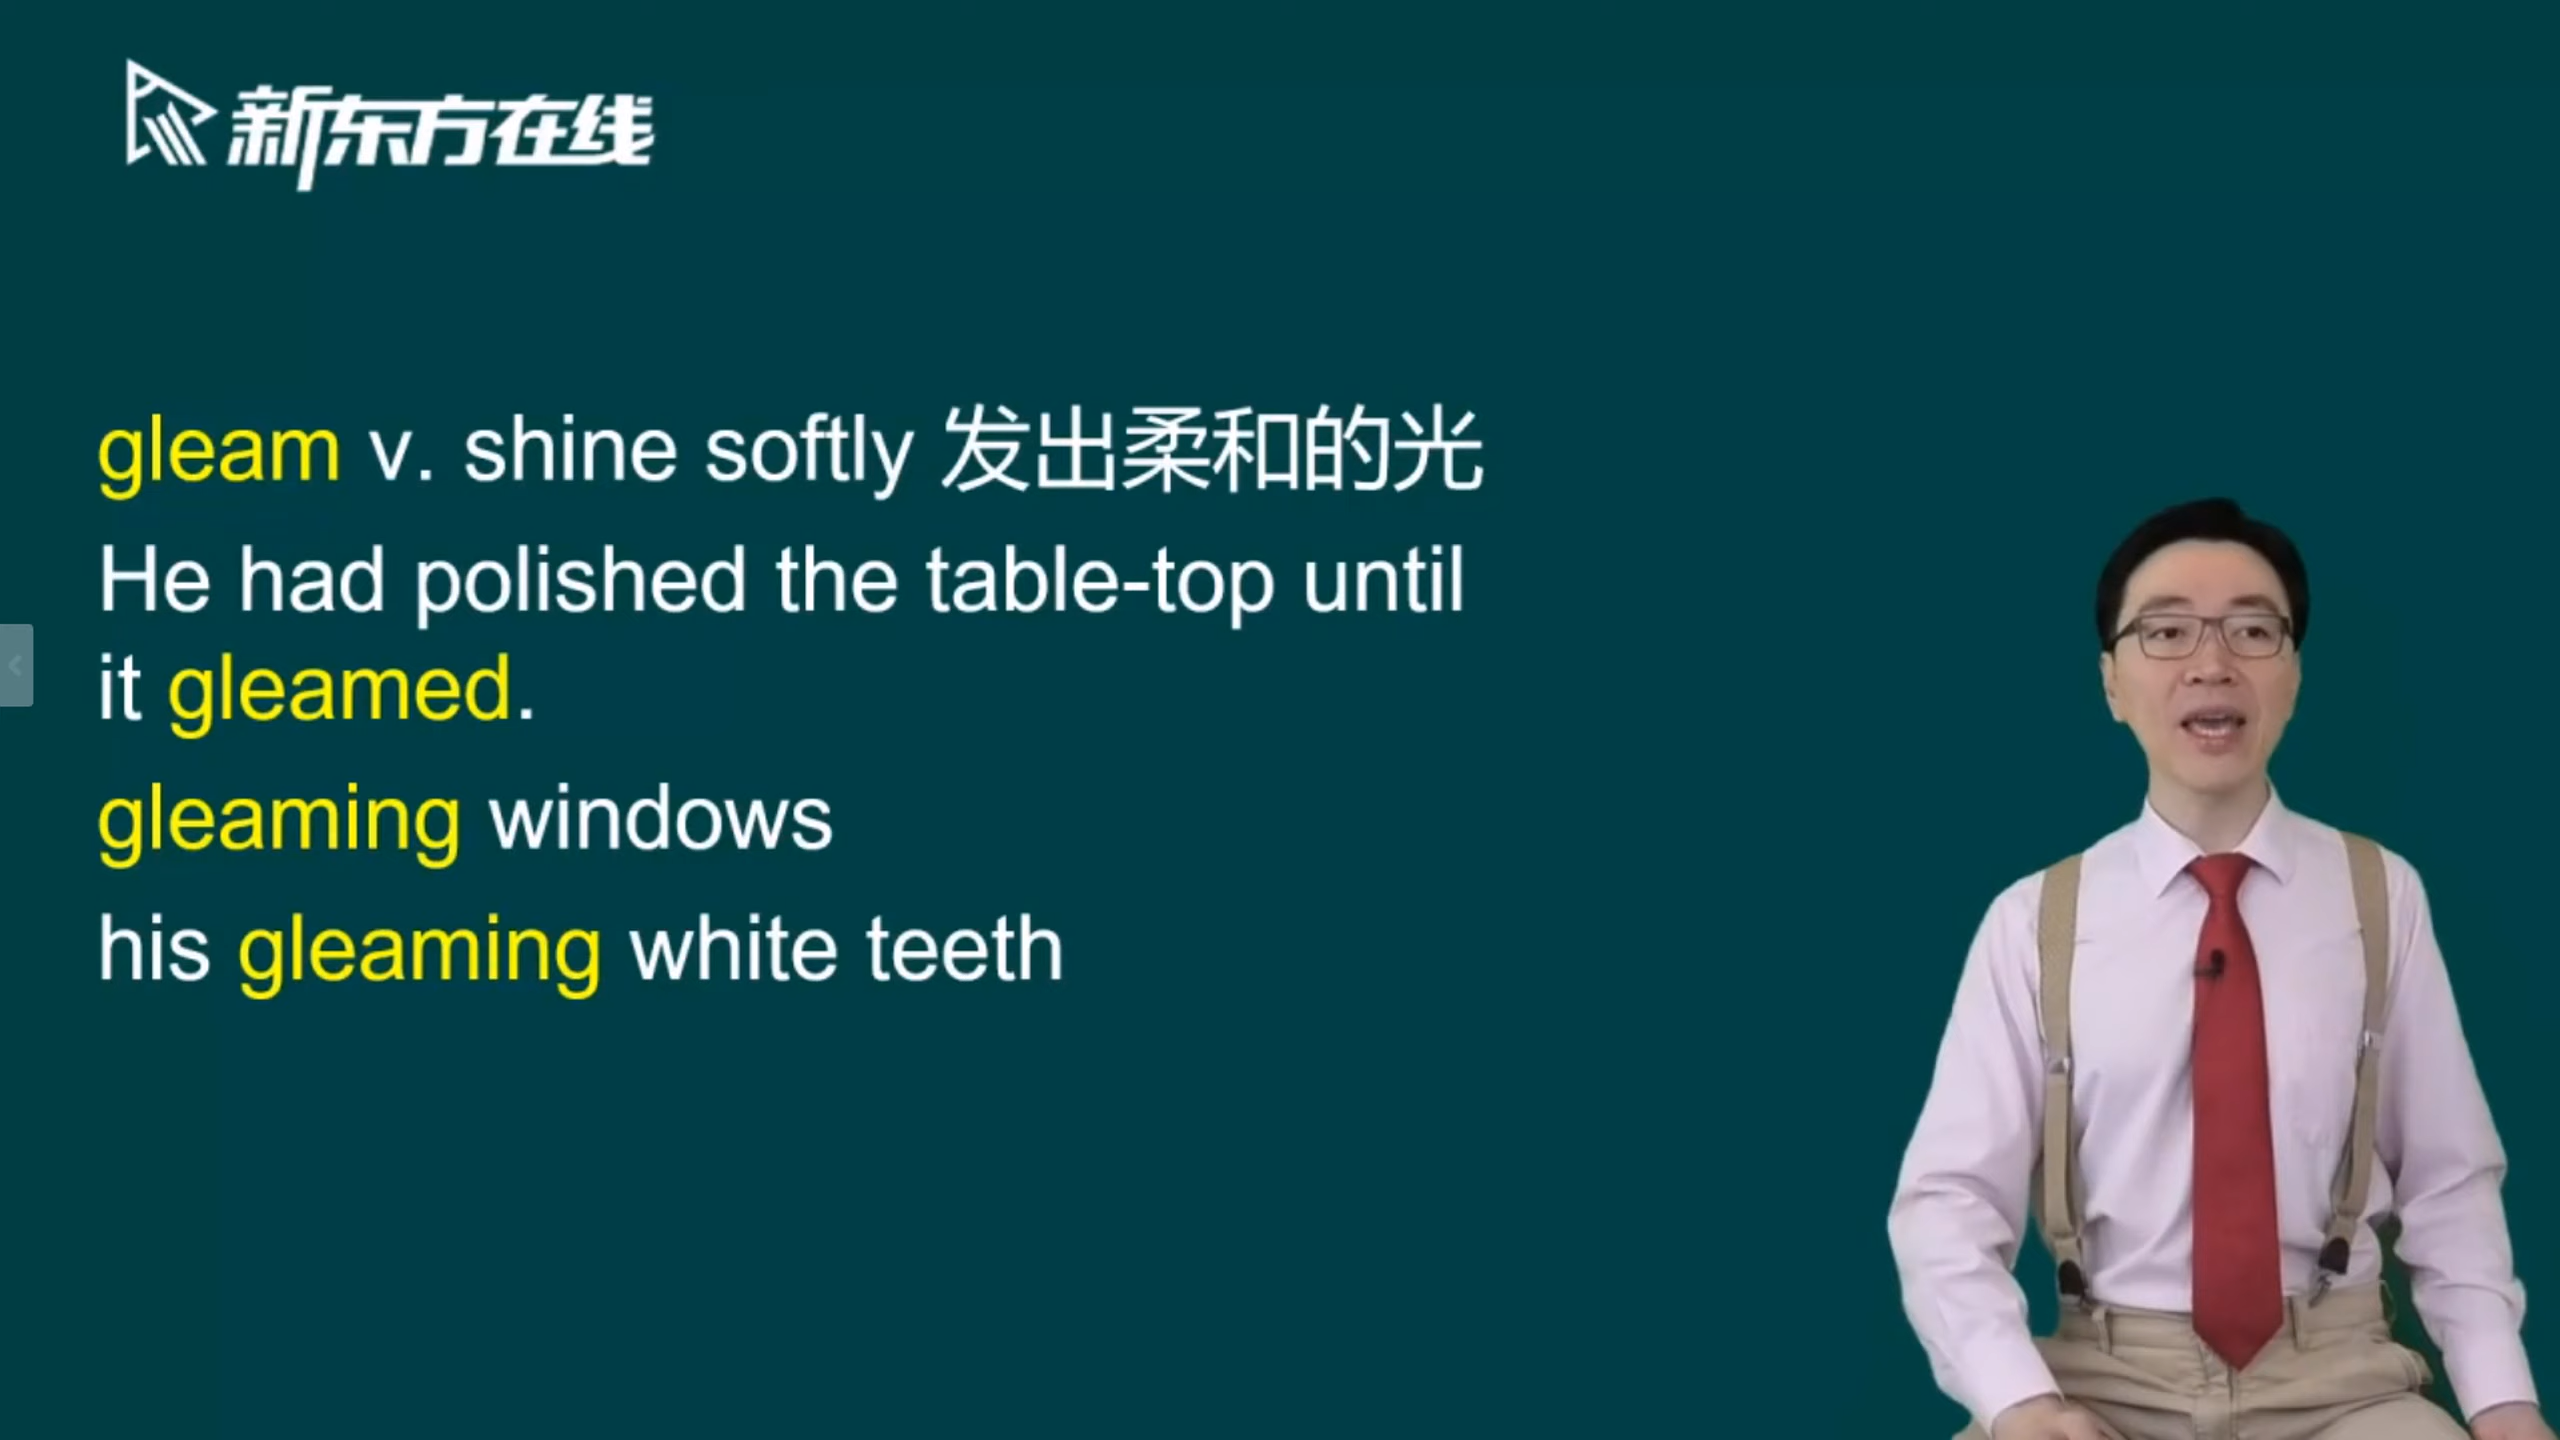 新东方在线
gleam v. shine softly 发出柔和的光
He had polished the table-top until
it gleamed.
gleaming windows
his gleaming white teeth